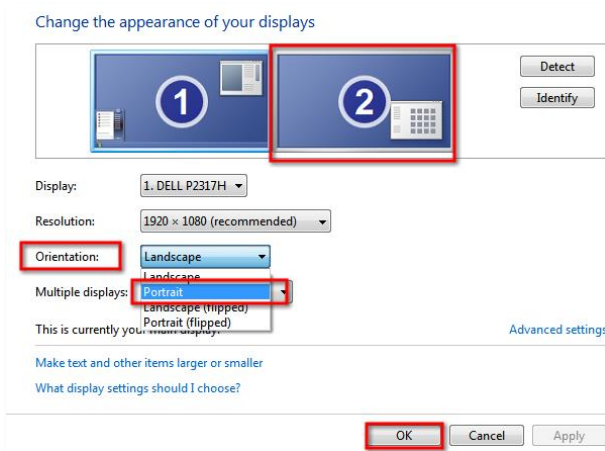 Change the appearance of your displays
1
2
Detect
Identify
Display: 1. DELL P2317H
Resolution: 1920 × 1080 (recommended)
Orientation: Landscape
Landscape
Multiple displays: Portrait
Landscape (flipped)
Portrait (flipped)
This is currently your main display.
Advanced settings
Make text and other items larger or smaller
What display settings should I choose?
OK Cancel Apply